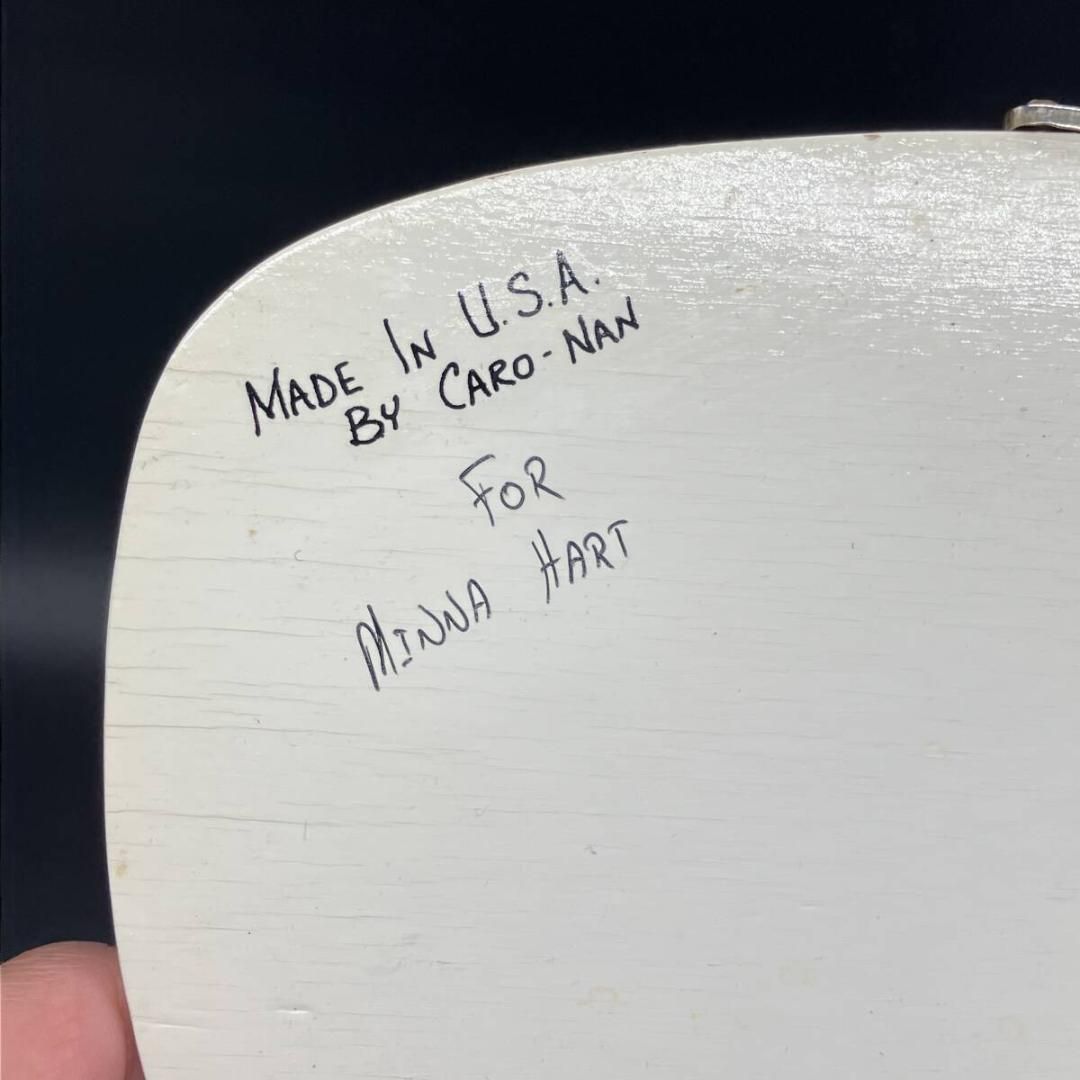 MADE IN U.S.A.
BY CARO-NAN
FOR
MINNA HART